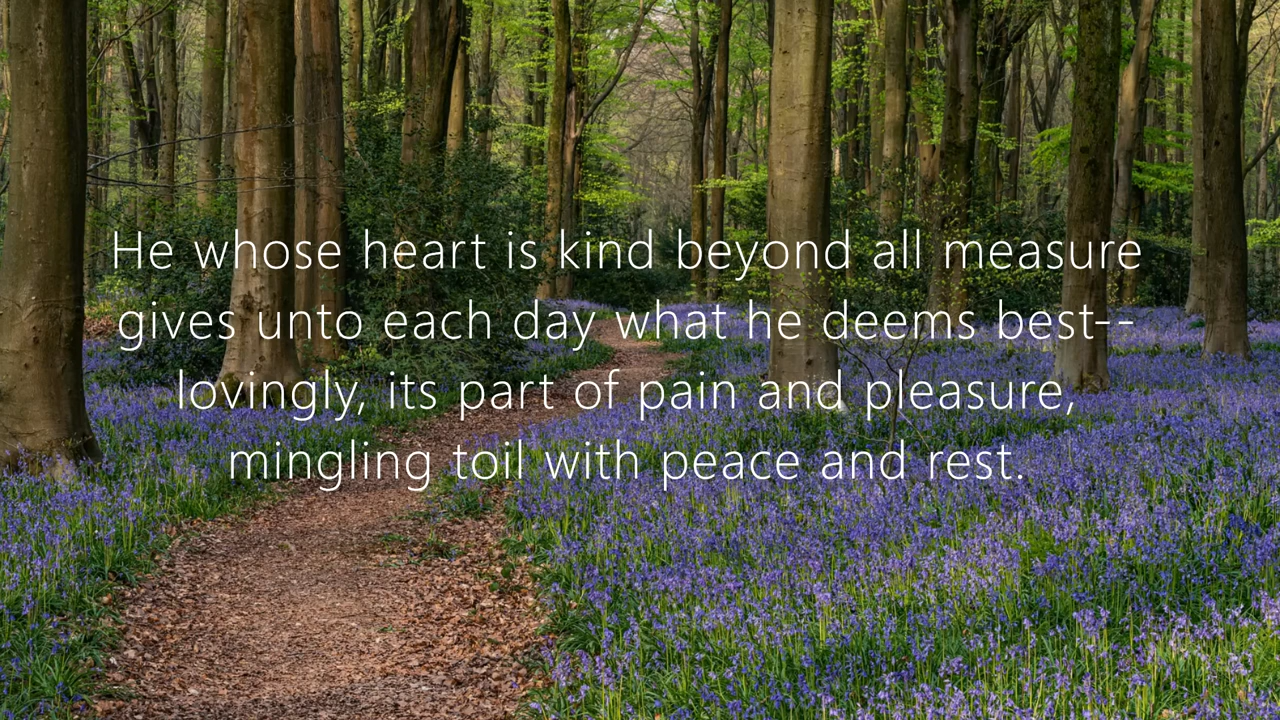 He whose heart is kind beyond all measure
gives unto each day what he deems best--
lovingly, its part of pain and pleasure,
mingling toil with peace and rest.